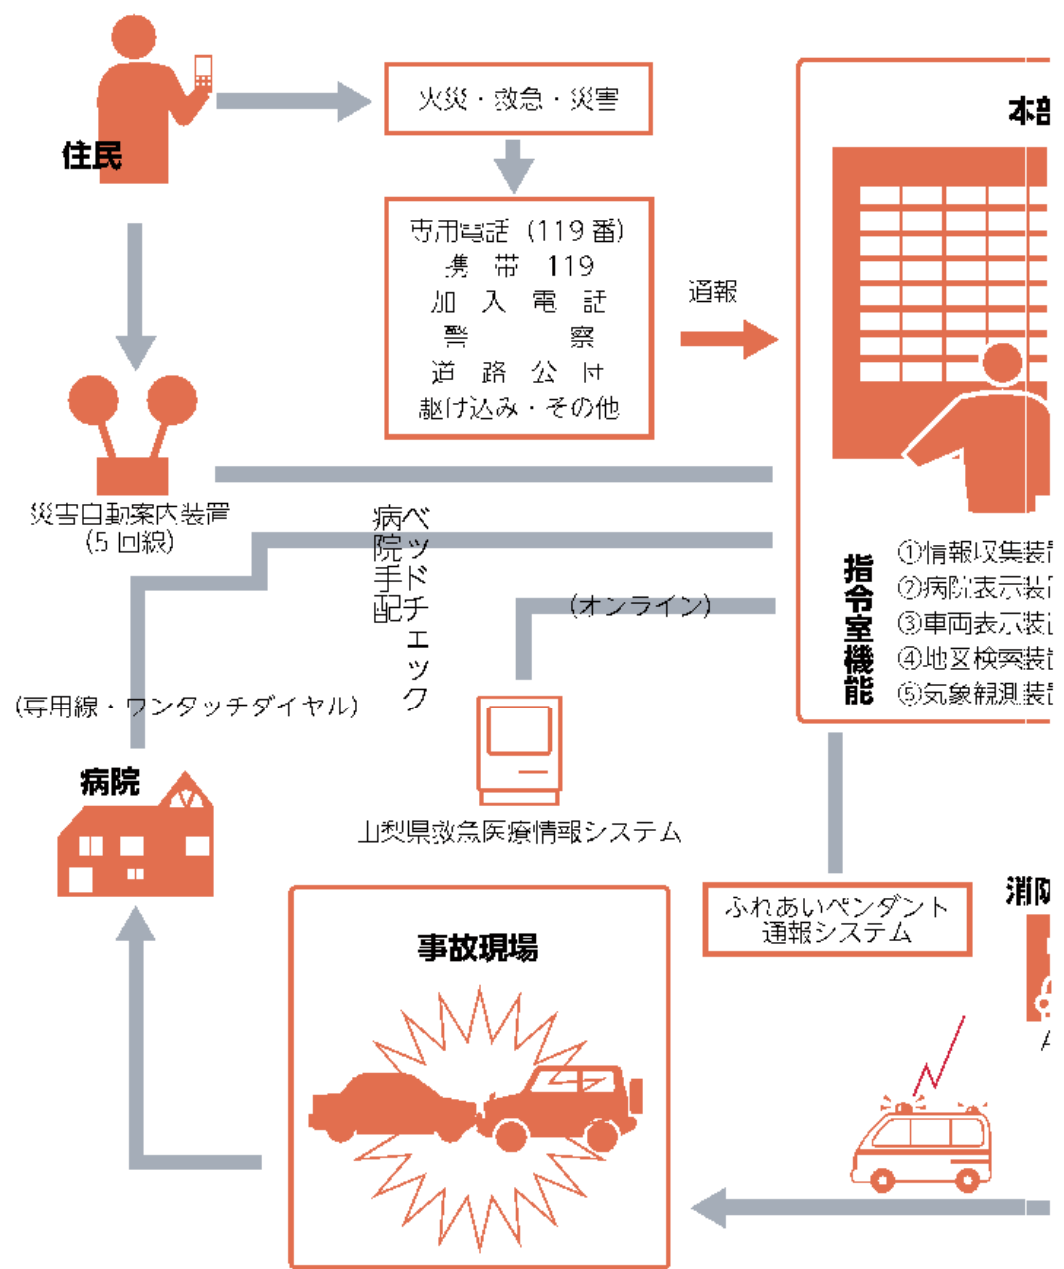 住民
火災・救急・災害
専用電話（119番）
携帯119
加入電話
警察
道路公団
駆け込み・その他
通報
本部
災害自動案内装置
(5回線)
病院手配
ベッドチェック
(オンライン)
(専用線・ワンタッチダイヤル)
指令室機能
①情報収集装置
②病院表示装置
③車両表示装置
④地図検索装置
⑤気象観測装置
病院
山梨県救急医療情報システム
ふれあいペンダント
通報システム
消防
事故現場
A